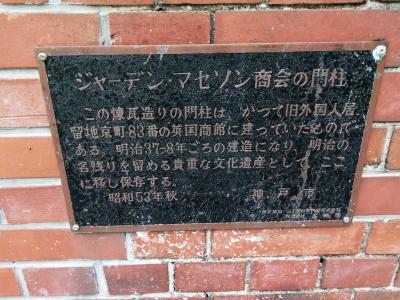 ジャーデン マセソン商会の門柱
この煉瓦造りの門柱は、かつて旧外国人居
留地京町83番の英国商館に建っていたもので
ある。明治37-8年ごろの建造になり、明治の
名残りを留める貴重な文化遺産として、ここ
に移し保存する。
昭和53年秋 神戸市